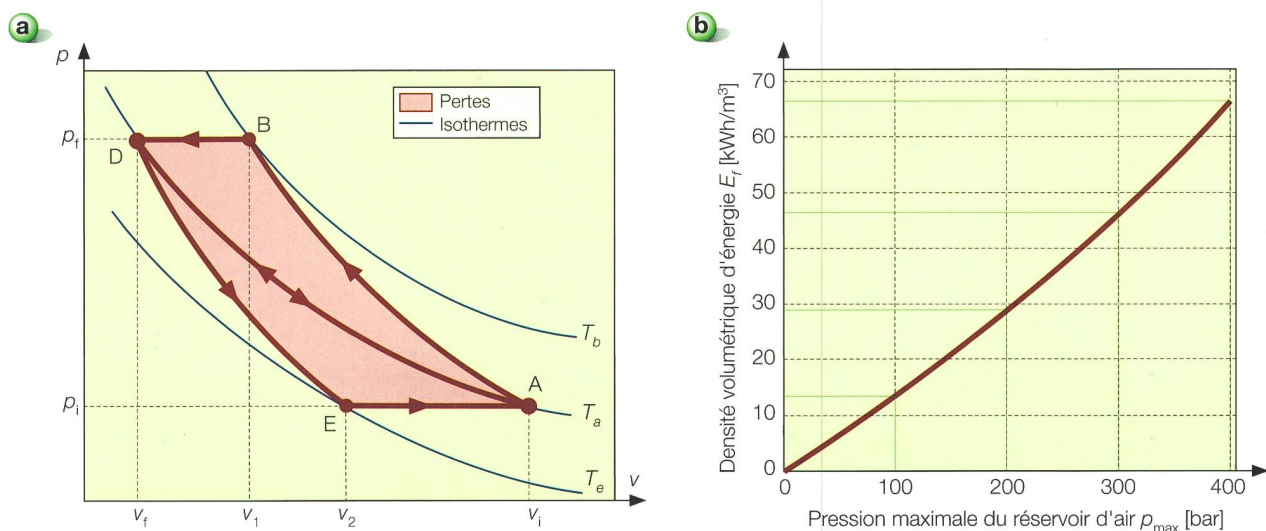 a
p
p_f
p_i
D
B
E
A
Pertes
Isothermes
T_b
T_a
T_e
v
v_f
v_1
v_2
v_i
b
Densité volumétrique d'énergie E_f [kWh/m³]
70
60
50
40
30
20
10
0
0 100 200 300 400
Pression maximale du réservoir d'air p_max [bar]